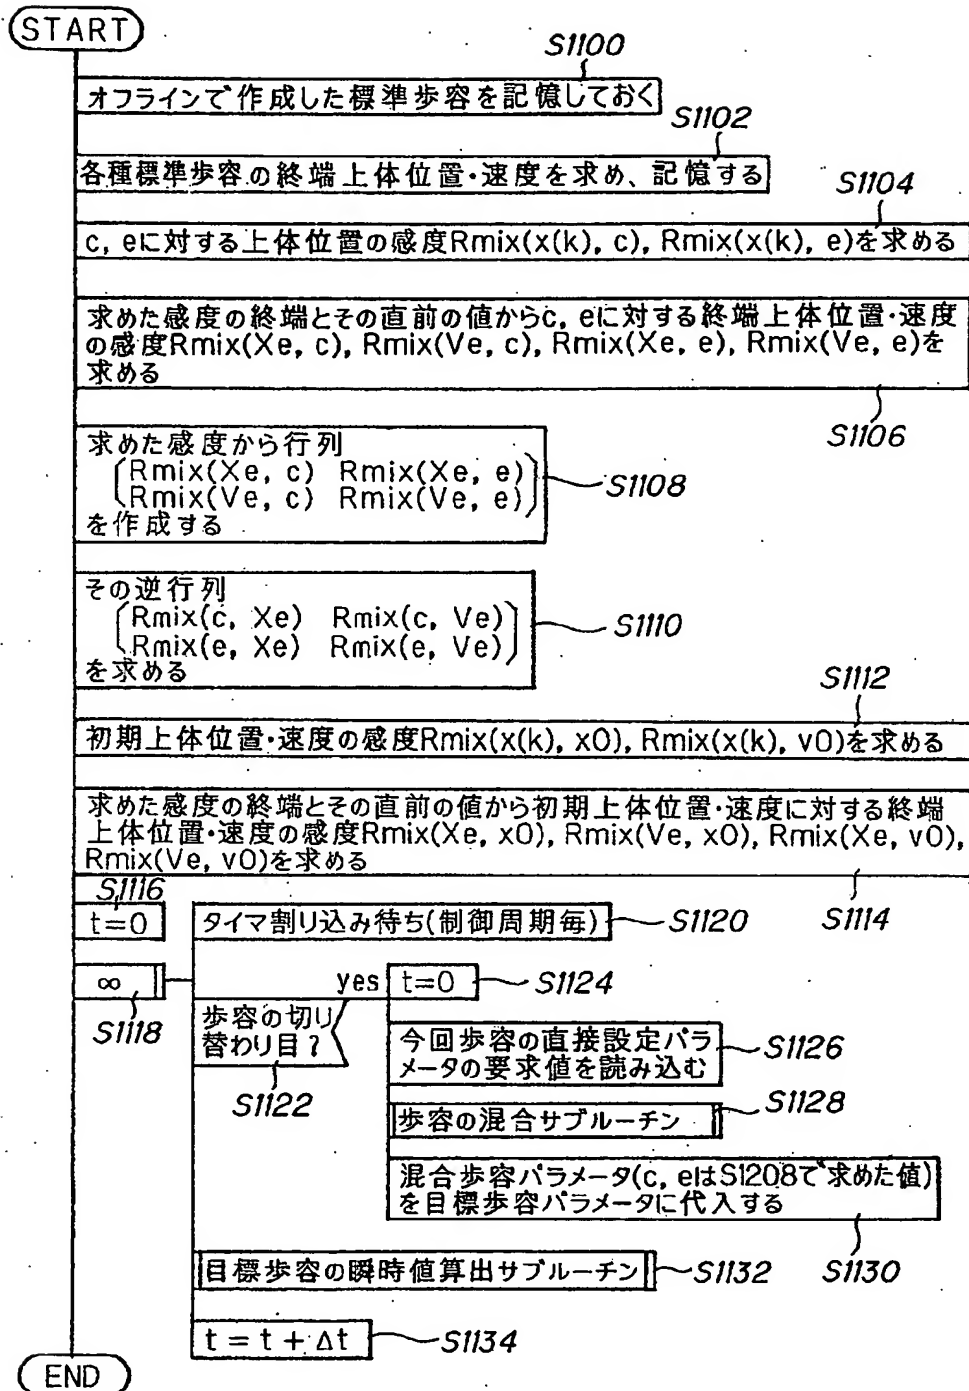 START
S1100
オフラインで作成した標準歩容を記憶しておく
S1102
各種標準歩容の終端上体位置・速度を求め、記憶する
S1104
c, eに対する上体位置の感度Rmix(x(k), c), Rmix(x(k), e)を求める
求めた感度の終端とその直前の値からc, eに対する終端上体位置・速度
の感度Rmix(Xe, c), Rmix(Ve, c), Rmix(Xe, e), Rmix(Ve, e)を
求める
S1106
求めた感度から行列
(Rmix(Xe, c) Rmix(Xe, e)
Rmix(Ve, c) Rmix(Ve, e))
を作成する
S1108
その逆行列
(Rmix(c, Xe) Rmix(c, Ve)
Rmix(e, Xe) Rmix(e, Ve))
を求める
S1110
S1112
初期上体位置・速度の感度Rmix(x(k), x0), Rmix(x(k), v0)を求める
求めた感度の終端とその直前の値から初期上体位置・速度に対する終端
上体位置・速度の感度Rmix(Xe, x0), Rmix(Ve, x0), Rmix(Xe, v0),
Rmix(Ve, v0)を求める
S1114
S1116
t=0
タイマ割り込み待ち(制御周期毎)
S1120
∞
S1118
yes
t=0
S1124
歩容の切り
替わり目?
S1122
今回歩容の直接設定パラ
メータの要求値を読み込む
S1126
歩容の混合サブルーチン
S1128
混合歩容パラメータ(c, eはS1208で求めた値)
を目標歩容パラメータに代入する
S1130
目標歩容の瞬時値算出サブルーチン
S1132
t = t + Δt
S1134
END